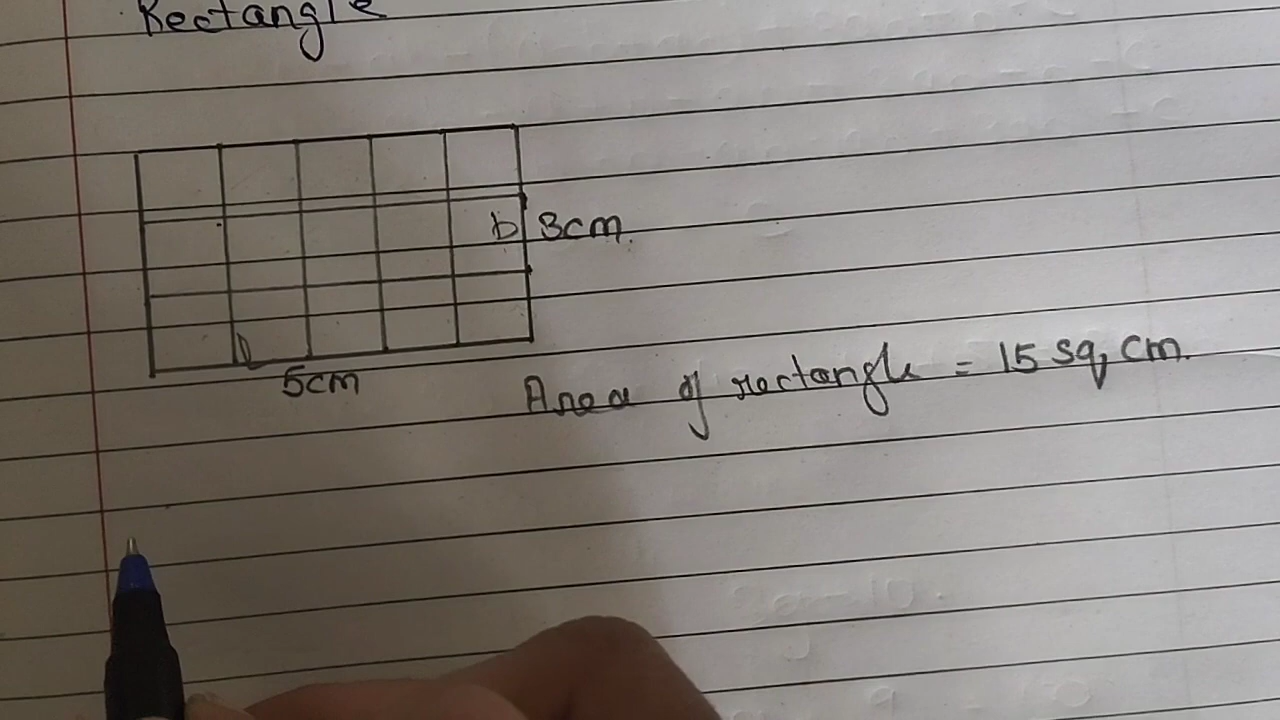 Rectangle
b 3cm.
l
5cm
Area of rectangle = 15 sq cm.